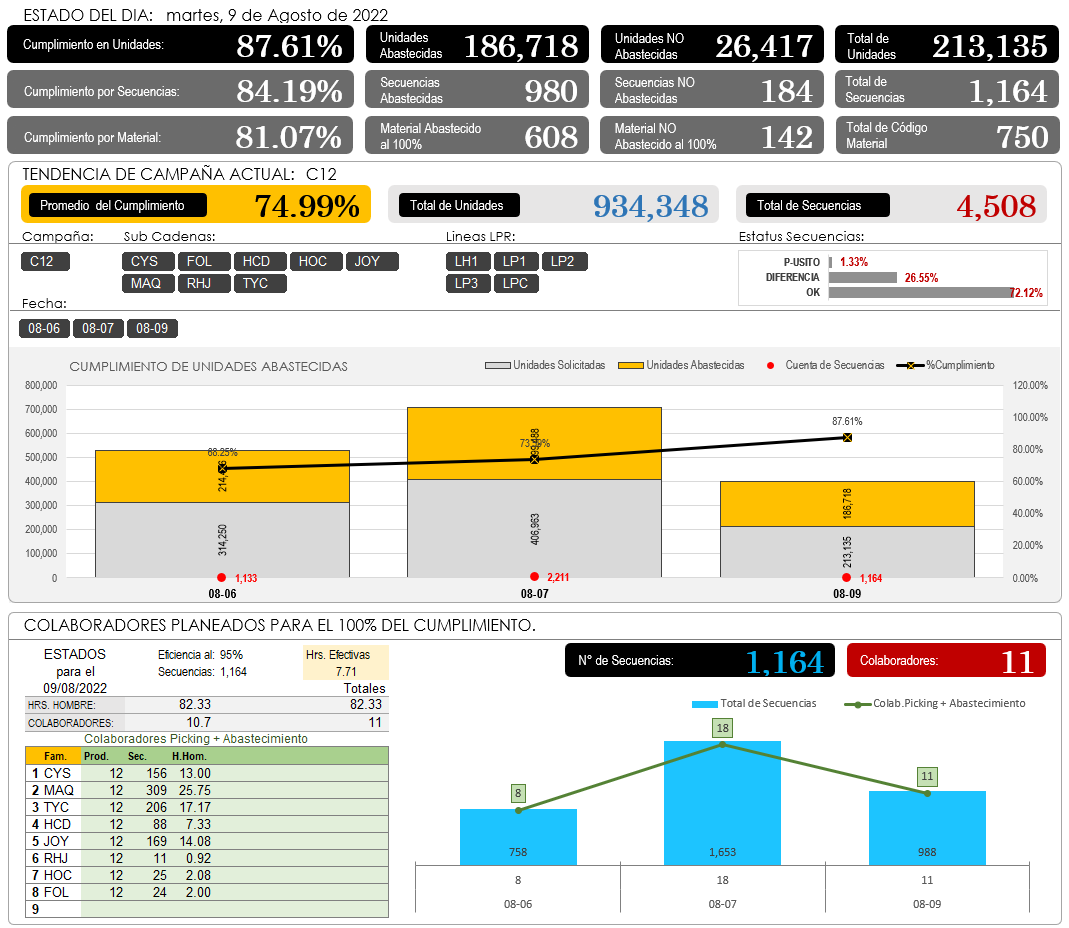 ESTADO DEL DIA: martes, 9 de Agosto de 2022
Cumplimiento en Unidades: 87.61%
Unidades Abastecidas 186,718
Unidades NO Abastecidas 26,417
Total de Unidades 213,135
Cumplimiento por Secuencias: 84.19%
Secuencias Abastecidas 980
Secuencias NO Abastecidas 184
Total de Secuencias 1,164
Cumplimiento por Material: 81.07%
Material Abastecido al 100% 608
Material NO Abastecido al 100% 142
Total de Código Material 750
TENDENCIA DE CAMPAÑA ACTUAL: C12
Promedio del Cumplimiento 74.99%
Total de Unidades 934,348
Total de Secuencias 4,508
Campaña: Sub Cadenas: Lineas LPR: Estatus Secuencias:
C12 CYS FOL HCD HOC JOY LH1 LP1 LP2
MAQ RHJ TYC LP3 LPC
P-USITO 1.33%
DIFERENCIA 26.55%
OK 72.12%
Fecha:
08-06 08-07 08-09
CUMPLIMIENTO DE UNIDADES ABASTECIDAS
Unidades Solicitadas Unidades Abastecidas Cuenta de Secuencias %Cumplimiento
800,000 120.00%
700,000
100.00%
600,000
80.00%
500,000
400,000 60.00%
300,000
40.00%
200,000
20.00%
100,000
0 0.00%
87.61%
314,250 406,963 213,135
186,718
1,133 2,211 1,164
08-06 08-07 08-09
COLABORADORES PLANEADOS PARA EL 100% DEL CUMPLIMIENTO.
ESTADOS para el 09/08/2022
Eficiencia al: 95%
Secuencias: 1,164
Hrs. Efectivas
7.71
Totales
HRS. HOMBRE: 82.33 82.33
COLABORADORES: 10.7 11
Colaboradores Picking + Abastecimiento
Fam. Prod. Sec. H.Hom.
1 CYS 12 156 13.00
2 MAQ 12 309 25.75
3 TYC 12 206 17.17
4 HCD 12 88 7.33
5 JOY 12 169 14.08
6 RHJ 12 11 0.92
7 HOC 12 25 2.08
8 FOL 12 24 2.00
9
N° de Secuencias: 1,164
Colaboradores: 11
Total de Secuencias Colab.Picking + Abastecimiento
8 18 11
758 1,653 988
8 18 11
08-06 08-07 08-09